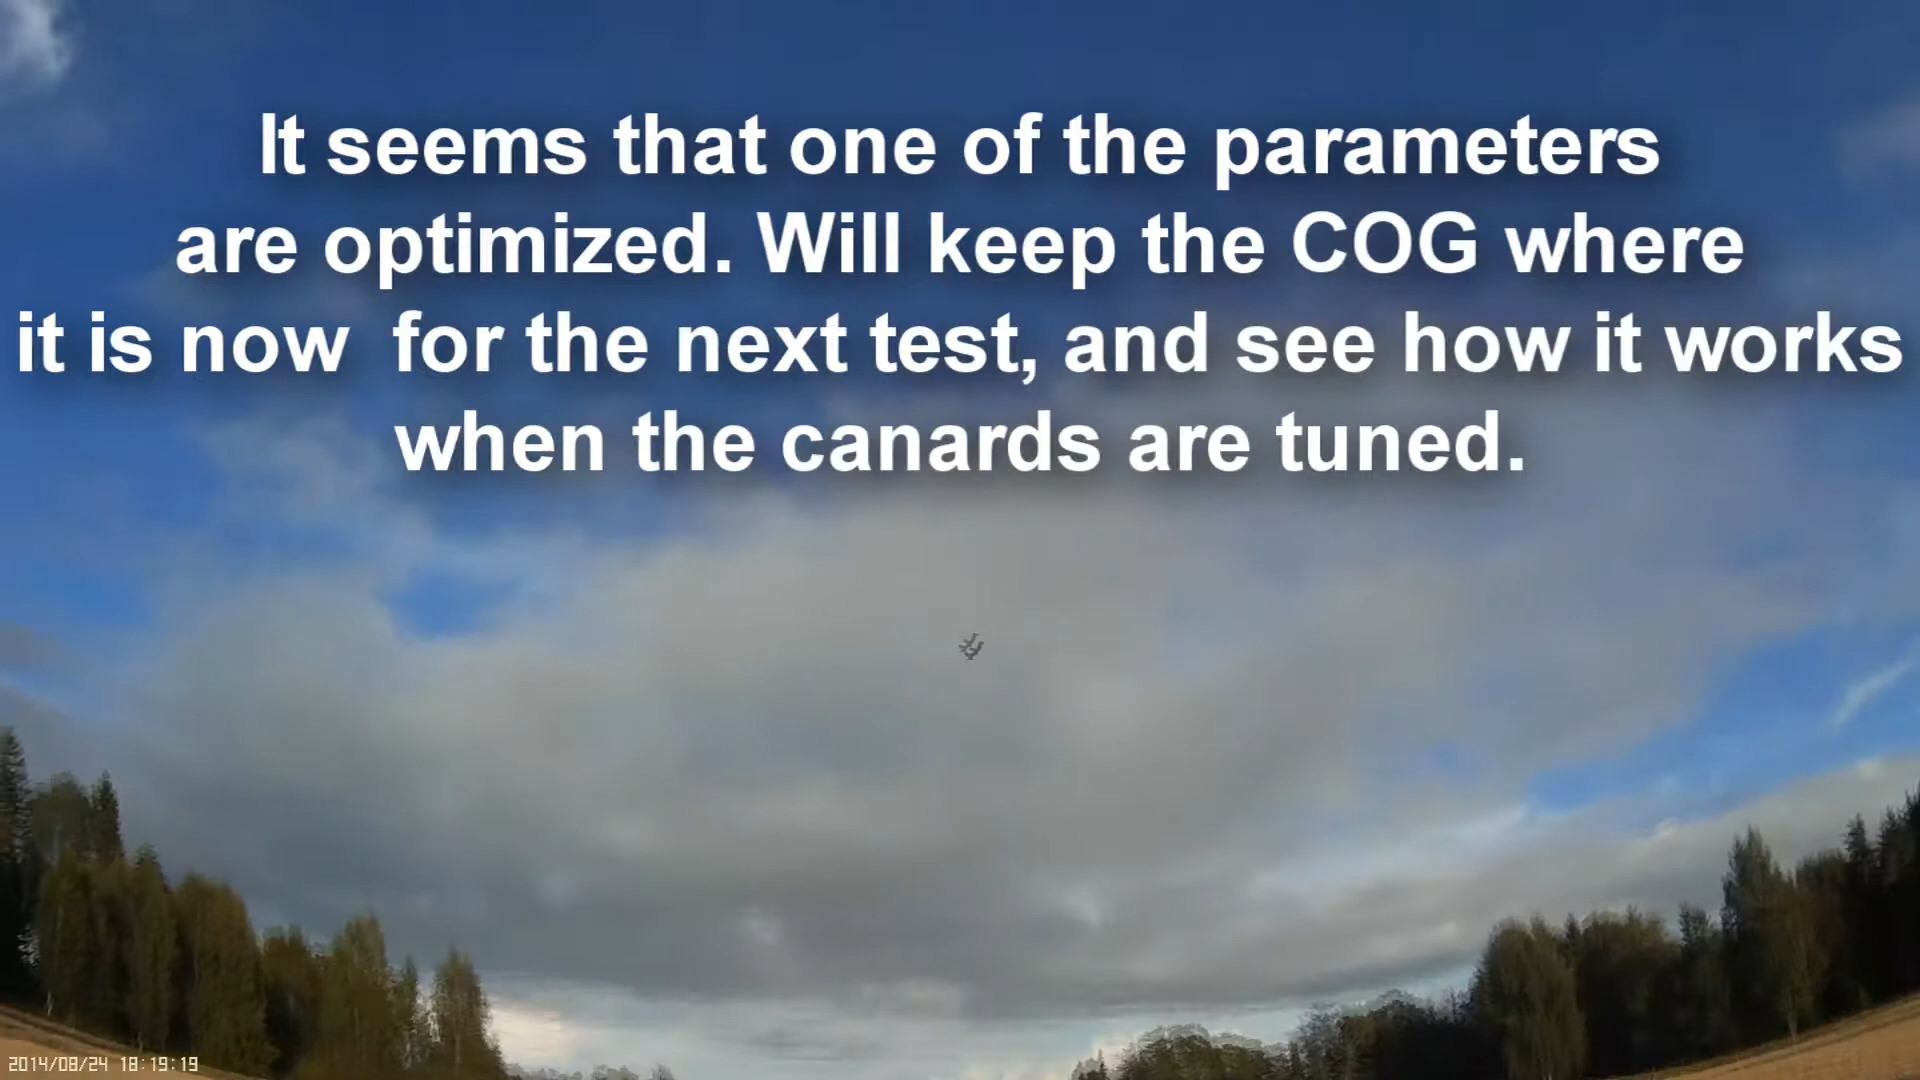 It seems that one of the parameters
are optimized. Will keep the COG where
it is now  for the next test, and see how it works
when the canards are tuned.
2014/08/24 18:19:19